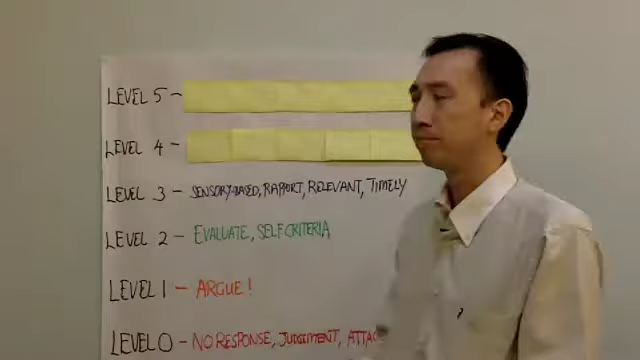 LEVEL 5 -
LEVEL 4 -
LEVEL 3 - SENSORY-BASED, RAPPORT, RELEVANT, TIMELY
LEVEL 2 - EVALUATE, SELF CRITERIA
LEVEL 1 - ARGUE!
LEVEL 0 - NO RESPONSE, JUDGEMENT, ATTAC